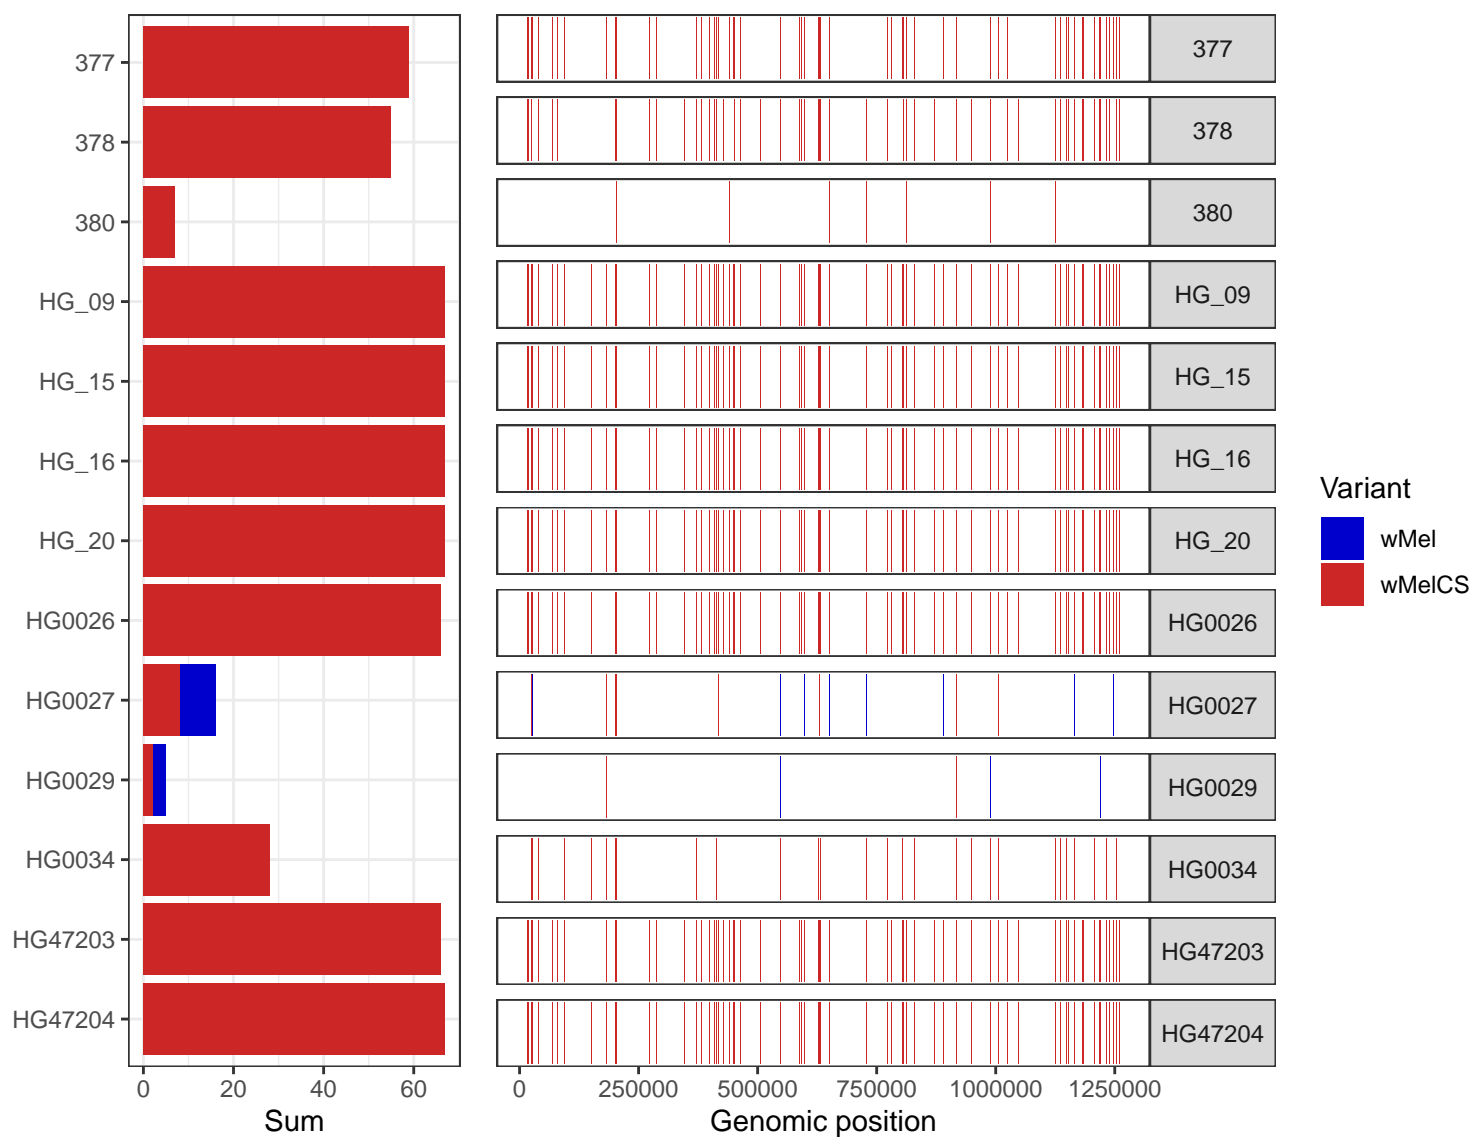 377
378
380
HG_09
HG_15
HG_16
HG_20
HG0026
HG0027
HG0029
HG0034
HG47203
HG47204
0 20 40 60
Sum
377
378
380
HG_09
HG_15
HG_16
HG_20
HG0026
HG0027
HG0029
HG0034
HG47203
HG47204
0 250000 500000 750000 1000000 1250000
Genomic position
Variant
wMel
wMelCS